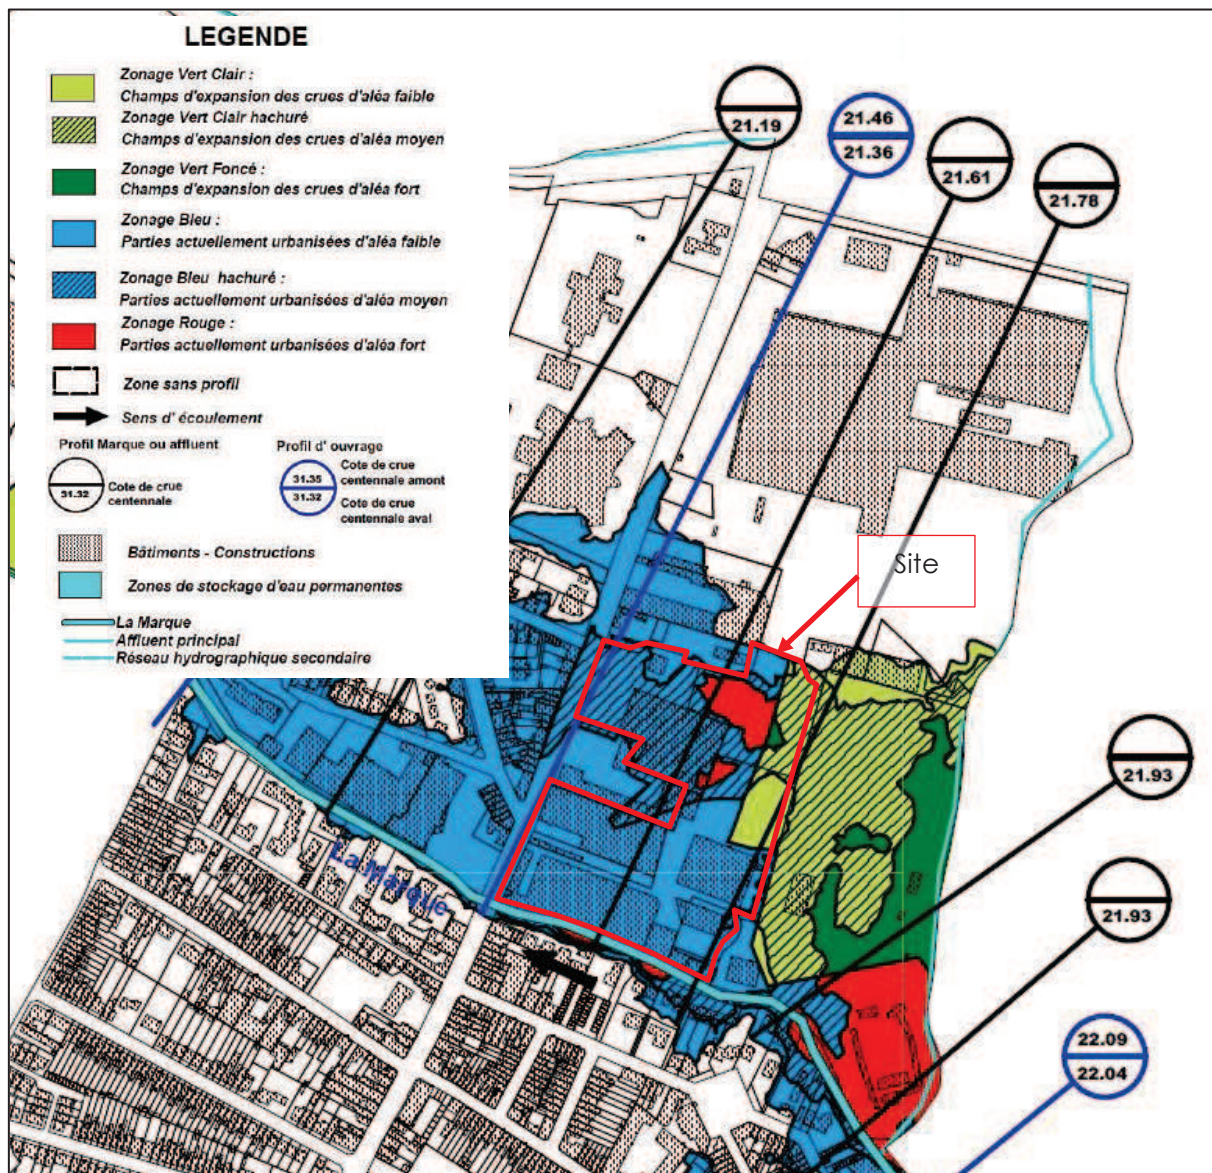 LEGENDE
Zonage Vert Clair :
Champs d'expansion des crues d'aléa faible
Zonage Vert Clair hachuré
Champs d'expansion des crues d'aléa moyen
Zonage Vert Foncé :
Champs d'expansion des crues d'aléa fort
Zonage Bleu :
Parties actuellement urbanisées d'aléa faible
Zonage Bleu hachuré :
Parties actuellement urbanisées d'aléa moyen
Zonage Rouge :
Parties actuellement urbanisées d'aléa fort
Zone sans profil
Sens d' écoulement
Profil Marque ou affluent
31.32
Cote de crue
centennale
Profil d' ouvrage
31.35
31.32
Cote de crue
centennale amont
Cote de crue
centennale aval
Bâtiments - Constructions
Zones de stockage d'eau permanentes
La Marque
Affluent principal
Réseau hydrographique secondaire
21.19
21.46
21.36
21.61
21.78
Site
La Marque
21.93
21.93
22.09
22.04